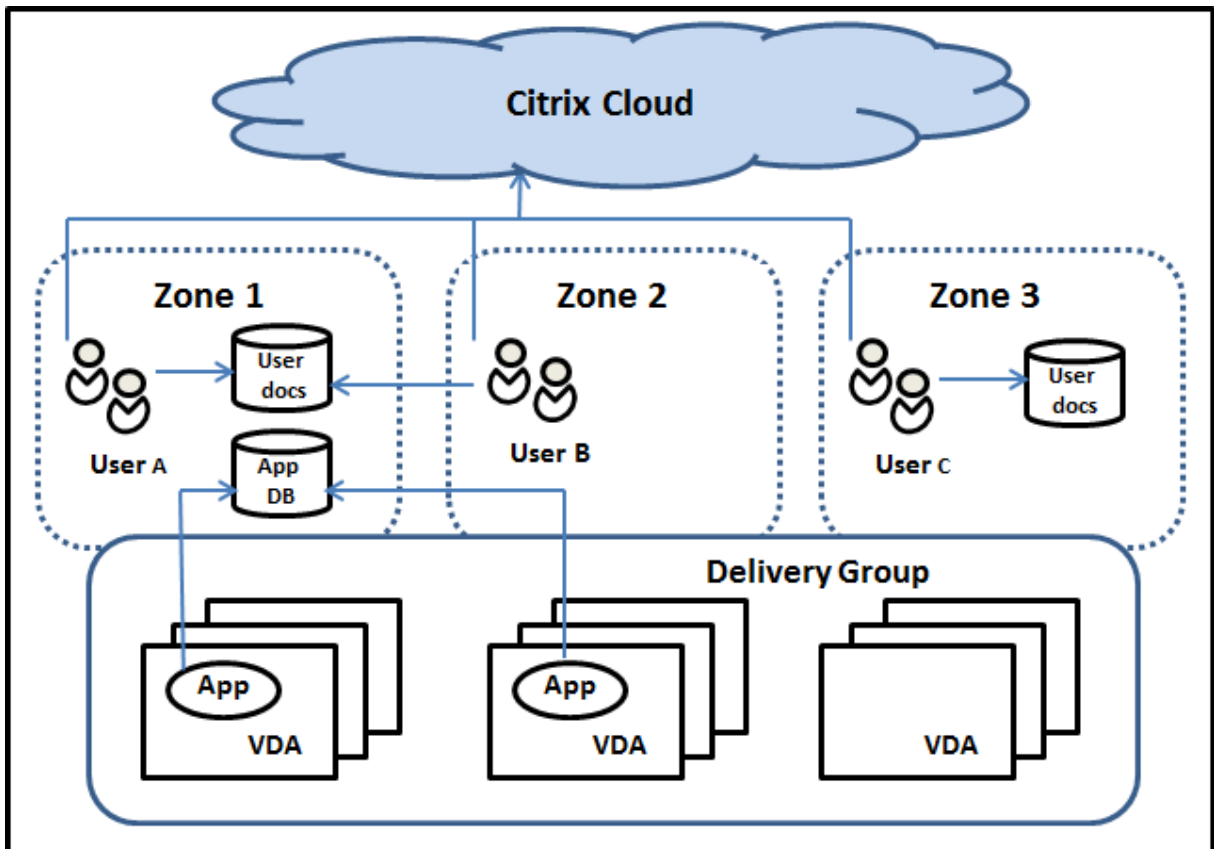 Citrix Cloud
Zone 1
Zone 2
Zone 3
User
docs
User A
App
DB
User B
User
docs
User C
Delivery Group
App
VDA
App
VDA
VDA